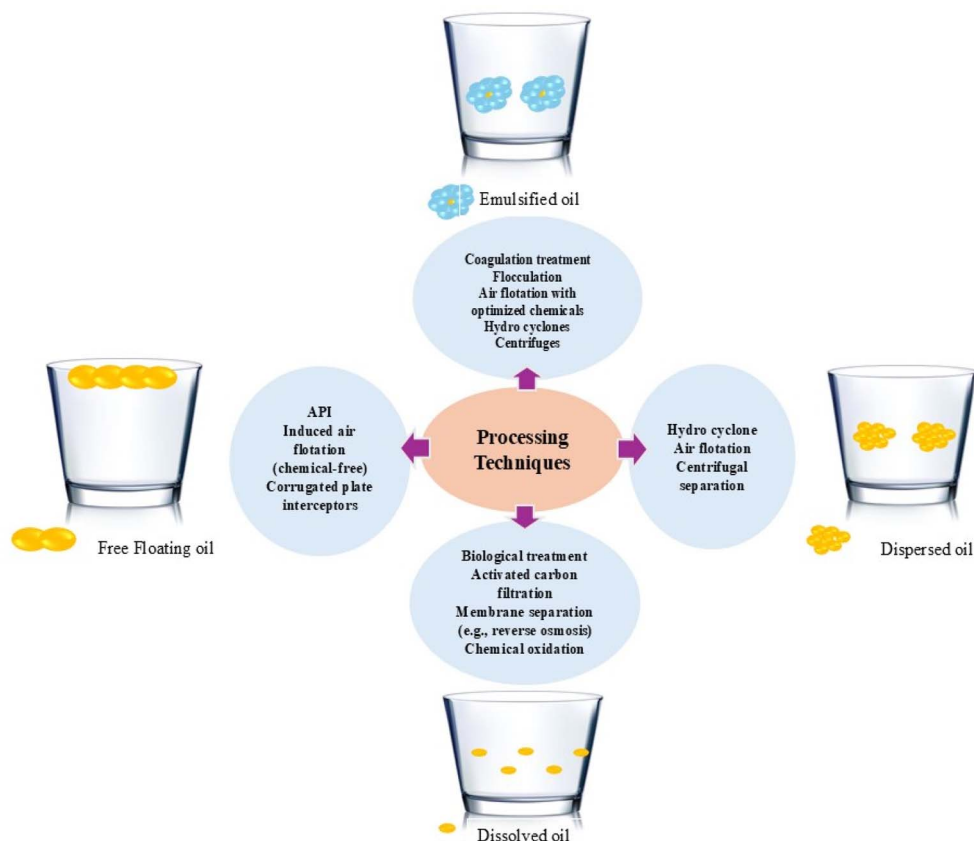 Emulsified oil
Coagulation treatment
Flocculation
Air flotation with
optimized chemicals
Hydro cyclones
Centrifuges
API
Induced air
flotation
(chemical-free)
Corrugated plate
interceptors
Free Floating oil
Processing
Techniques
Hydro cyclone
Air flotation
Centrifugal
separation
Dispersed oil
Biological treatment
Activated carbon
filtration
Membrane separation
(e.g., reverse osmosis)
Chemical oxidation
Dissolved oil